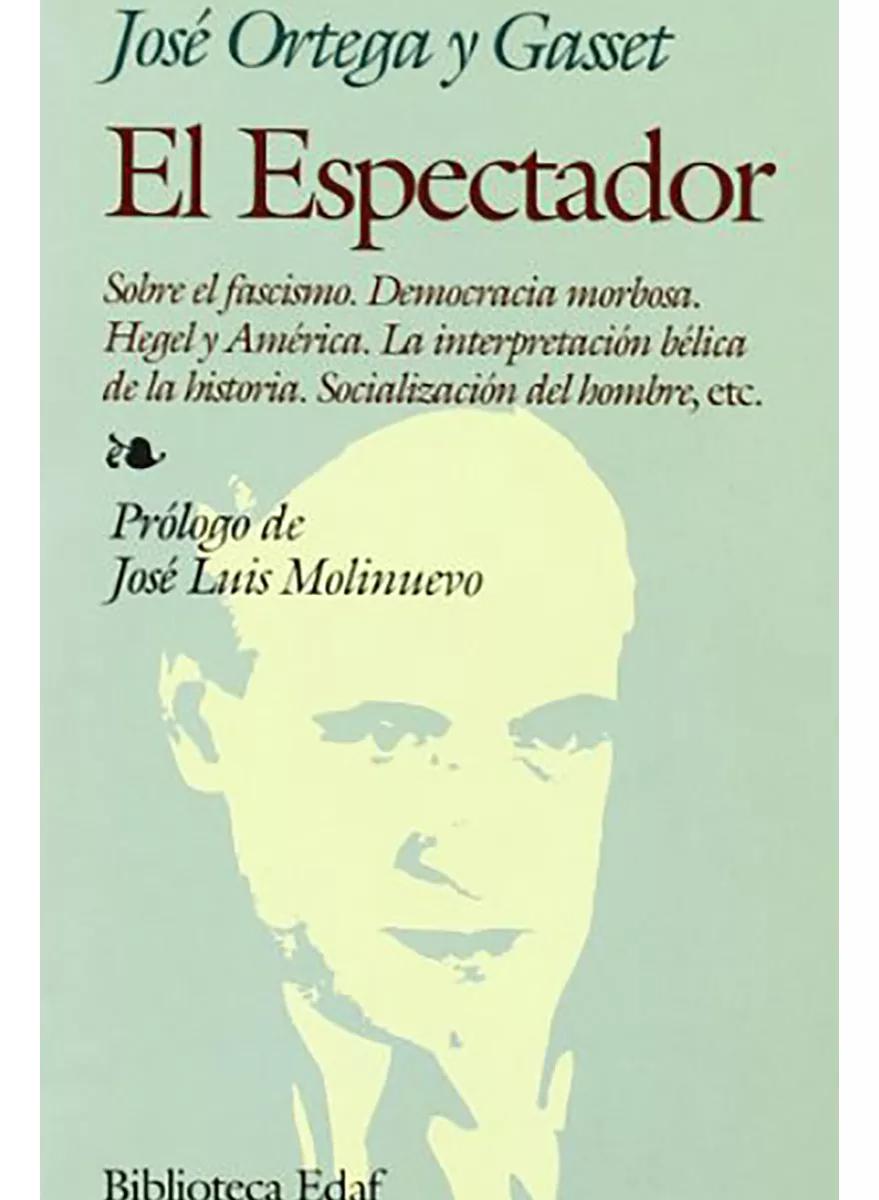 José Ortega y Gasset
El Espectador
Sobre el fascismo. Democracia morbosa.
Hegel y América. La interpretación bélica
de la historia. Socialización del hombre, etc.
Prólogo de
José Luis Molinuevo
Biblioteca Edaf